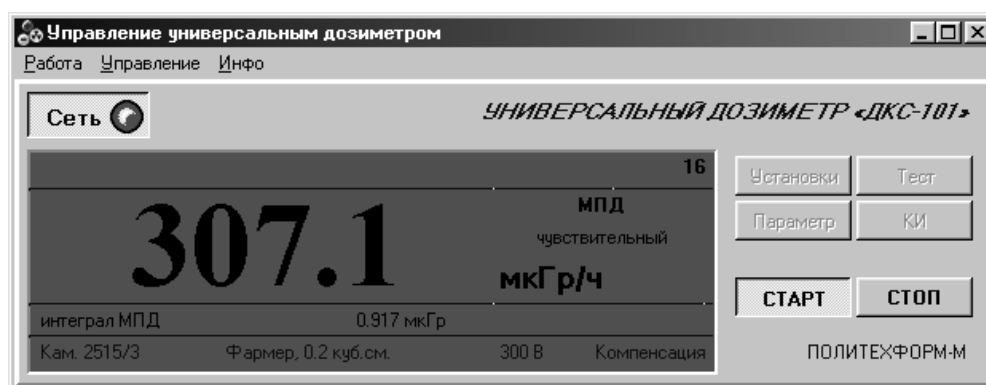 Управление универсальным дозиметром
Работа Управление Инфо
Сеть
УНИВЕРСАЛЬНЫЙ ДОЗИМЕТР «ДКС-101»
16
307.1
МПД
чувствительный
мкГр/ч
интеграл МПД 0.917 мкГр
Кам. 2515/3 Фармер, 0.2 куб.см. 300 В Компенсация
Установки Тест
Параметр КИ
СТАРТ СТОП
ПОЛИТЕХФОРМ-М